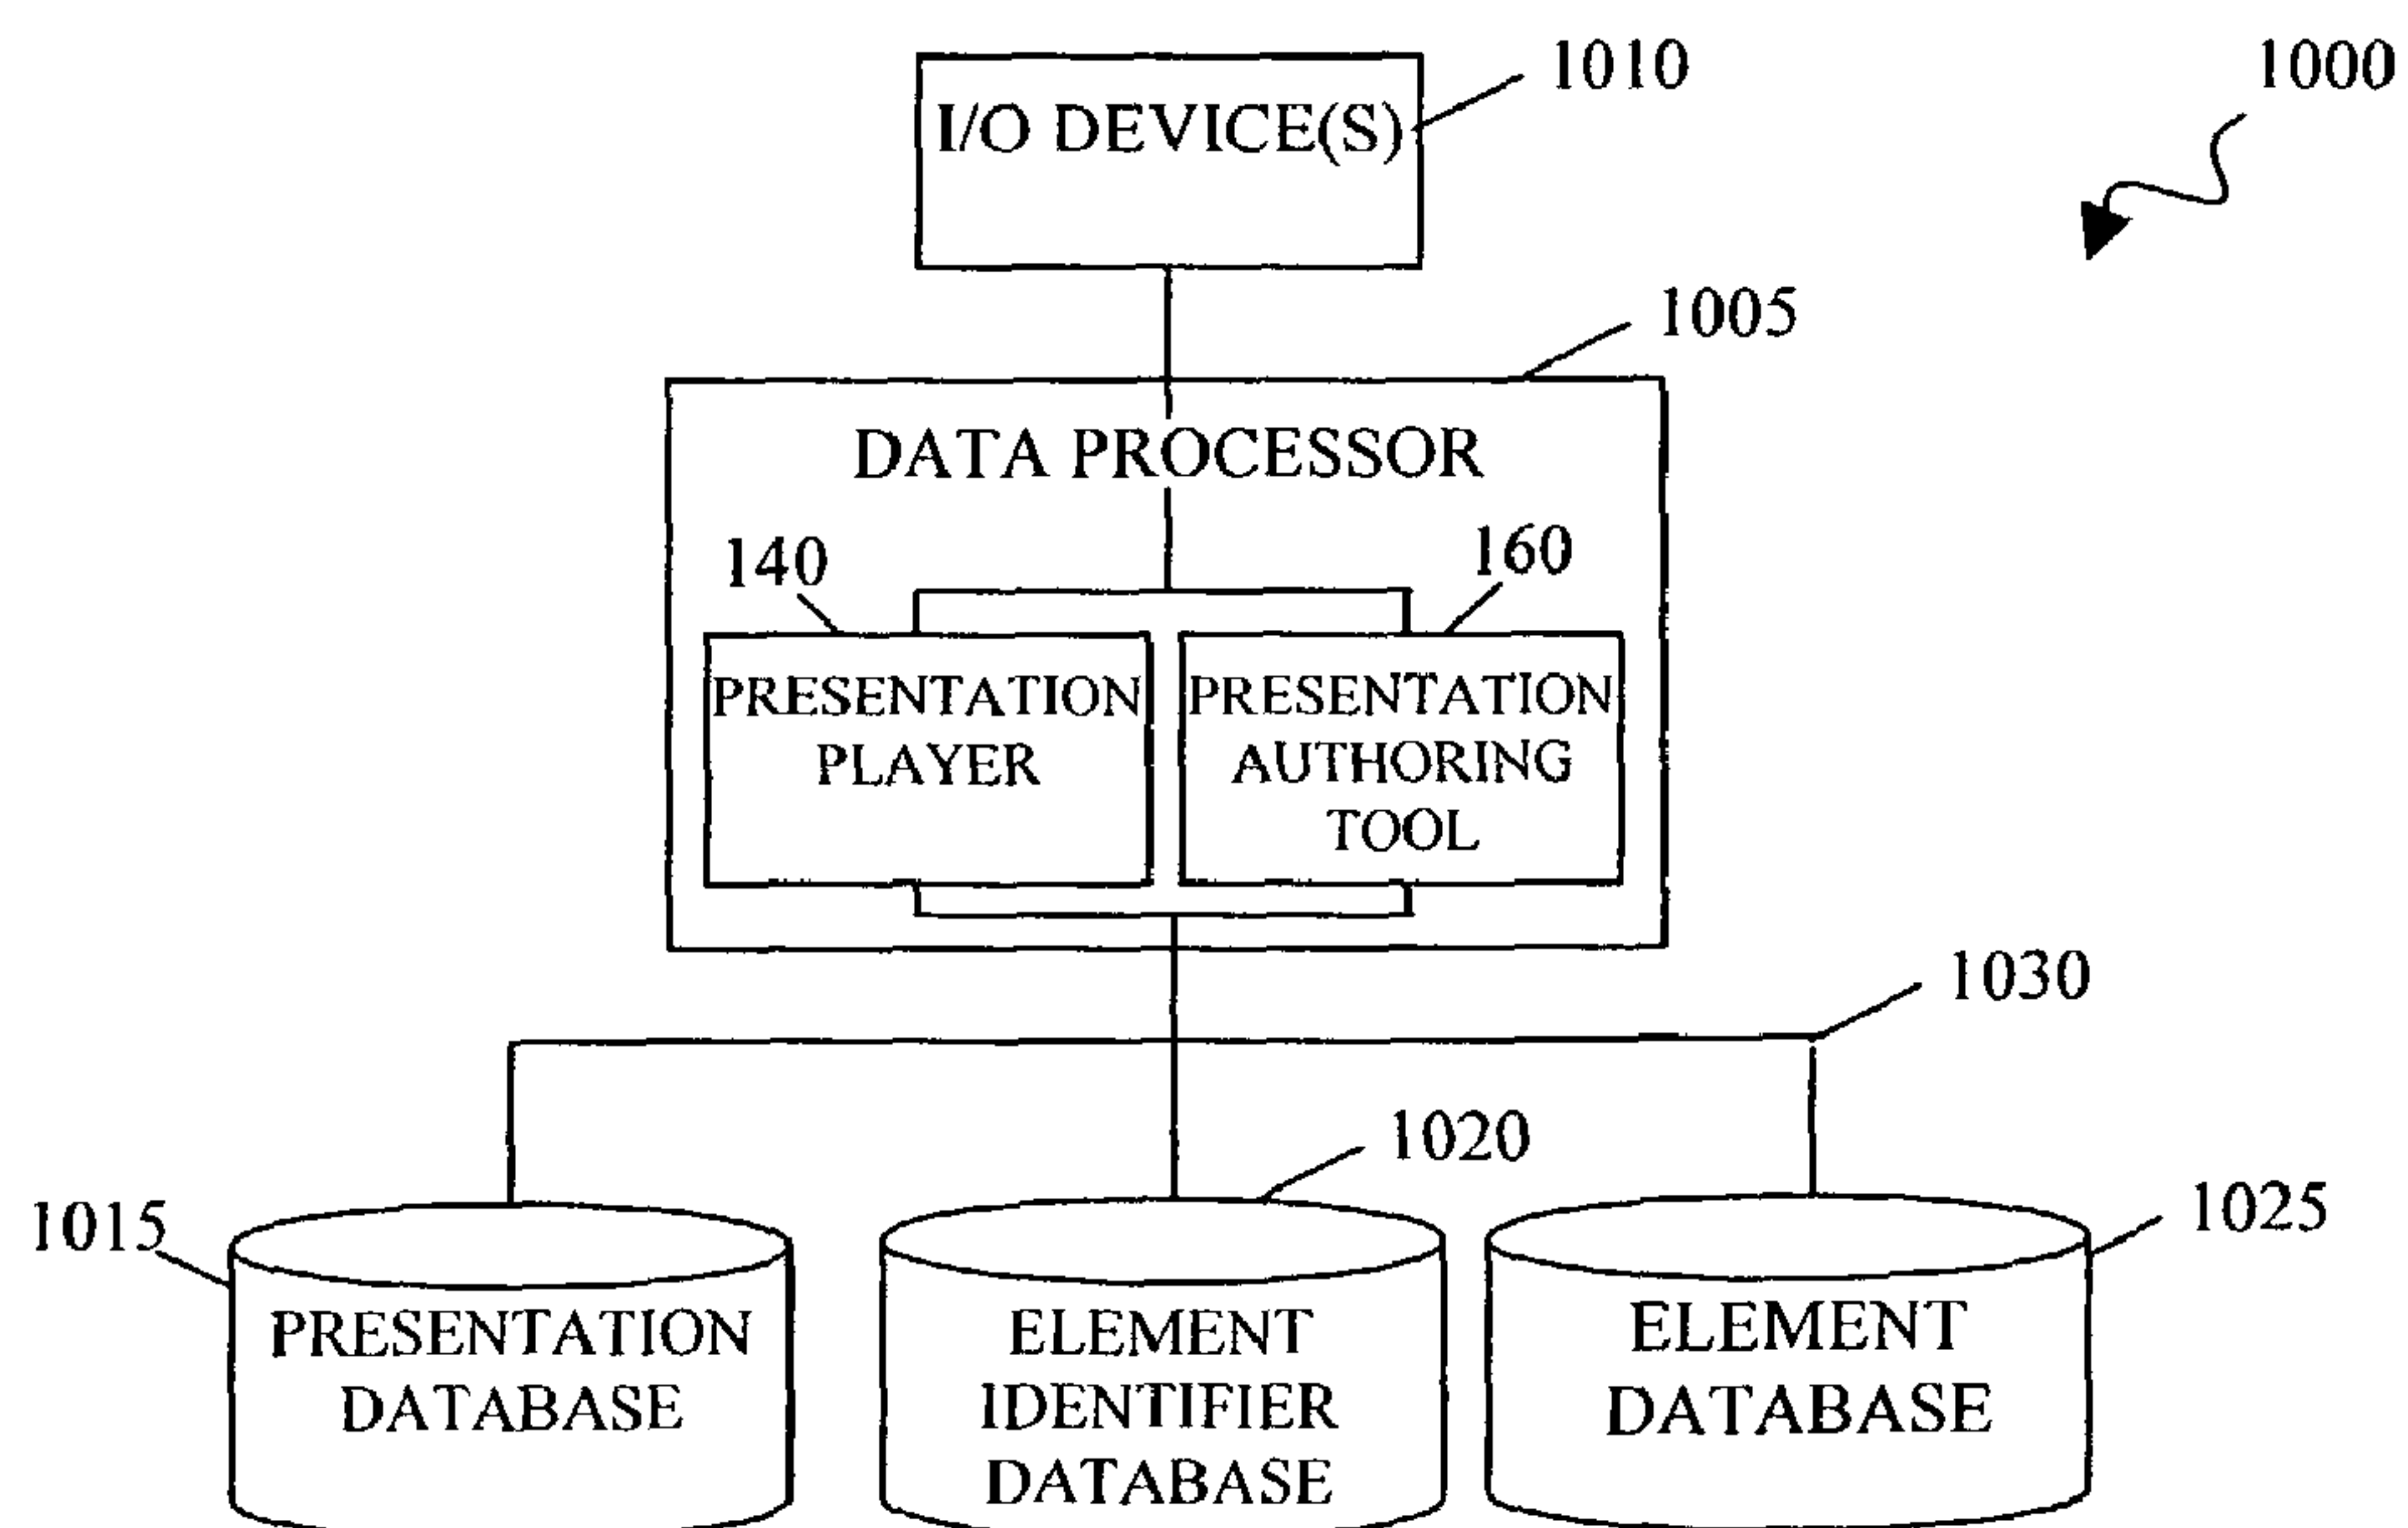 1010
1000
I/O DEVICE(S)
1005
DATA PROCESSOR
140
160
PRESENTATION
PLAYER
PRESENTATION
AUTHORING
TOOL
1030
1020
1015
1025
PRESENTATION
DATABASE
ELEMENT
IDENTIFIER
DATABASE
ELEMENT
DATABASE